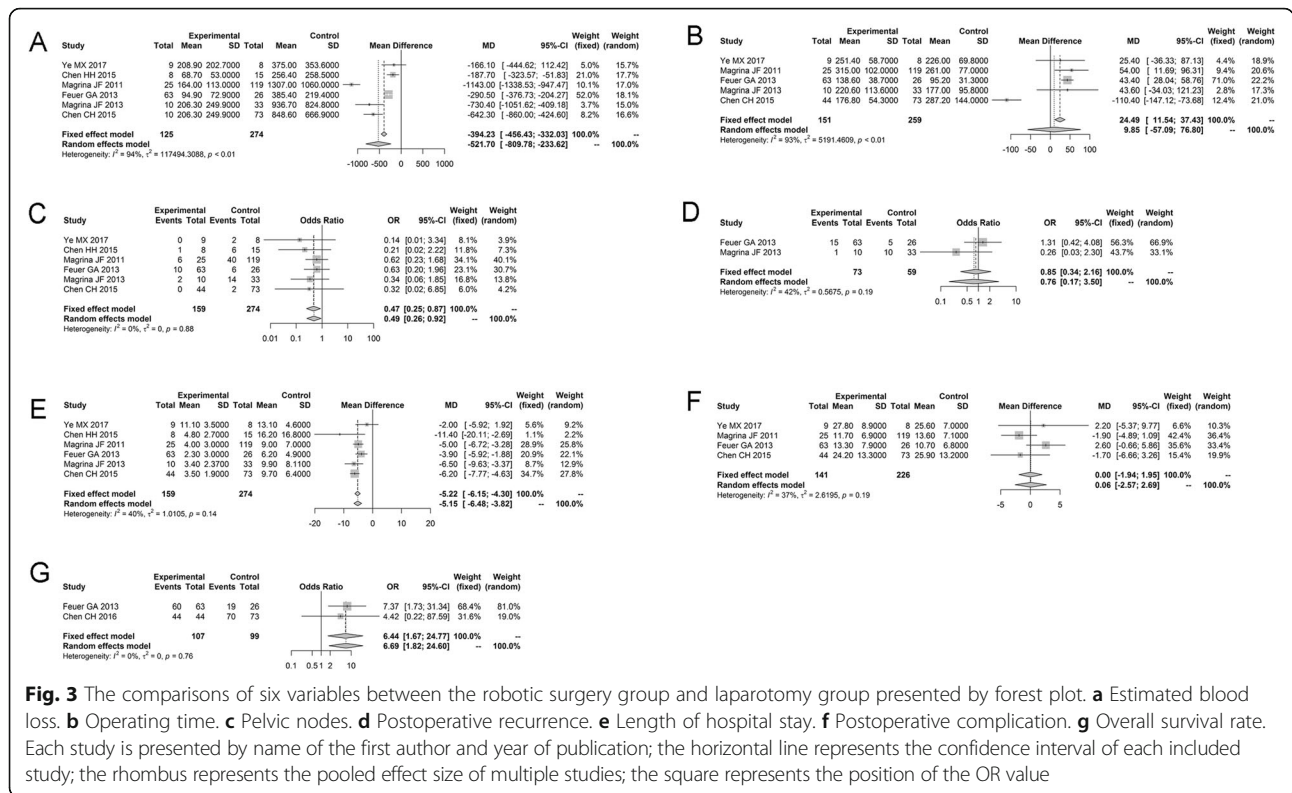 A
Experimental Control Weight Weight
Study Total Mean SD Total Mean SD Mean Difference MD 95%-CI (fixed) (random)
Ye MX 2017 9 208.90 202.7000 8 375.00 353.6000 -166.10 [ -444.62; 112.42] 5.0% 15.7%
Chen HH 2015 8 68.70 53.0000 15 256.40 258.5000 -187.70 [ -323.57; -51.83] 21.0% 17.7%
Magrina JF 2011 25 164.00 113.0000 119 1307.00 1060.0000 -1143.00 [-1338.53; -947.47] 10.1% 17.0%
Feuer GA 2013 63 94.90 72.9000 26 385.40 219.4000 -290.50 [ -376.73; -204.27] 52.0% 18.1%
Magrina JF 2013 10 206.30 249.9000 33 936.70 824.8000 -730.40 [-1051.62; -409.18] 3.7% 15.0%
Chen CH 2015 10 206.30 249.9000 73 848.60 666.9000 -642.30 [ -860.00; -424.60] 8.2% 16.6%
Fixed effect model 125 274 -394.23 [ -456.43; -332.03] 100.0% --
Random effects model -521.70 [ -809.78; -233.62] -- 100.0%
Heterogeneity: I² = 94%, τ² = 117494.3088, p < 0.01
-1000 -500 0 500 1000
B
Experimental Control Weight Weight
Study Total Mean SD Total Mean SD Mean Difference MD 95%-CI (fixed) (random)
Ye MX 2017 9 251.40 58.7000 8 226.00 69.8000 25.40 [ -36.33; 87.13] 4.4% 18.9%
Magrina JF 2011 25 315.00 102.0000 119 261.00 77.0000 54.00 [ 11.69; 96.31] 9.4% 20.6%
Feuer GA 2013 63 138.60 38.7000 26 95.20 31.3000 43.40 [ 28.04; 58.76] 71.0% 22.2%
Magrina JF 2013 10 220.60 113.6000 33 177.00 95.8000 43.60 [ -34.03; 121.23] 2.8% 17.3%
Chen CH 2015 44 176.80 54.3000 73 287.20 144.0000 -110.40 [-147.12; -73.68] 12.4% 21.0%
Fixed effect model 151 259 24.49 [ 11.54; 37.43] 100.0% --
Random effects model 9.85 [ -57.09; 76.80] -- 100.0%
Heterogeneity: I² = 93%, τ² = 5191.4609, p < 0.01
-100 -50 0 50 100
C
Experimental Control Weight Weight
Study Events Total Events Total Odds Ratio OR 95%-CI (fixed) (random)
Ye MX 2017 0 9 2 8 0.14 [0.01; 3.34] 8.1% 3.9%
Chen HH 2015 1 8 6 15 0.21 [0.02; 2.22] 11.8% 7.3%
Magrina JF 2011 6 25 40 119 0.62 [0.23; 1.68] 34.1% 40.1%
Feuer GA 2013 10 63 6 26 0.63 [0.20; 1.96] 23.1% 30.7%
Magrina JF 2013 2 10 14 33 0.34 [0.06; 1.85] 16.8% 13.8%
Chen CH 2015 0 44 2 73 0.32 [0.02; 6.85] 6.0% 4.2%
Fixed effect model 159 274 0.47 [0.25; 0.87] 100.0% --
Random effects model 0.49 [0.26; 0.92] -- 100.0%
Heterogeneity: I² = 0%, τ² = 0, p = 0.88
0.01 0.1 1 10 100
D
Experimental Control Weight Weight
Study Events Total Events Total Odds Ratio OR 95%-CI (fixed) (random)
Feuer GA 2013 15 63 5 26 1.31 [0.42; 4.08] 56.3% 66.9%
Magrina JF 2013 1 10 10 33 0.26 [0.03; 2.30] 43.7% 33.1%
Fixed effect model 73 59 0.85 [0.34; 2.16] 100.0% --
Random effects model 0.76 [0.17; 3.50] -- 100.0%
Heterogeneity: I² = 42%, τ² = 0.5675, p = 0.19
0.1 0.5 1 2 10
E
Experimental Control Weight Weight
Study Total Mean SD Total Mean SD Mean Difference MD 95%-CI (fixed) (random)
Ye MX 2017 9 11.10 3.5000 8 13.10 4.6000 -2.00 [ -5.92; 1.92] 5.6% 9.2%
Chen HH 2015 8 4.80 2.7000 15 16.20 16.8000 -11.40 [-20.11; -2.69] 1.1% 2.2%
Magrina JF 2011 25 4.00 3.0000 119 9.00 7.0000 -5.00 [ -6.72; -3.28] 28.9% 25.8%
Feuer GA 2013 63 2.30 3.0000 26 6.20 4.9000 -3.90 [ -5.92; -1.88] 20.9% 22.1%
Magrina JF 2013 10 3.40 2.3700 33 9.90 8.1100 -6.50 [ -9.63; -3.37] 8.7% 12.9%
Chen CH 2015 44 3.50 1.9000 73 9.70 6.4000 -6.20 [ -7.77; -4.63] 34.7% 27.8%
Fixed effect model 159 274 -5.22 [ -6.15; -4.30] 100.0% --
Random effects model -5.15 [ -6.48; -3.82] -- 100.0%
Heterogeneity: I² = 40%, τ² = 1.0105, p = 0.14
-20 -10 0 10 20
F
Experimental Control Weight Weight
Study Total Mean SD Total Mean SD Mean Difference MD 95%-CI (fixed) (random)
Ye MX 2017 9 27.80 8.9000 8 25.60 7.0000 2.20 [-5.37; 9.77] 6.6% 10.3%
Magrina JF 2011 25 11.70 6.9000 119 13.60 7.1000 -1.90 [-4.89; 1.09] 42.4% 36.4%
Feuer GA 2013 63 13.30 7.9000 26 10.70 6.8000 2.60 [-0.66; 5.86] 35.6% 33.4%
Chen CH 2015 44 24.20 13.3000 73 25.90 13.2000 -1.70 [-6.66; 3.26] 15.4% 19.9%
Fixed effect model 141 226 0.00 [-1.94; 1.95] 100.0% --
Random effects model 0.06 [-2.57; 2.69] -- 100.0%
Heterogeneity: I² = 37%, τ² = 2.6195, p = 0.19
-5 0 5
G
Experimental Control Weight Weight
Study Events Total Events Total Odds Ratio OR 95%-CI (fixed) (random)
Feuer GA 2013 60 63 19 26 7.37 [1.73; 31.34] 68.4% 81.0%
Chen CH 2016 44 44 70 73 4.42 [0.22; 87.59] 31.6% 19.0%
Fixed effect model 107 99 6.44 [1.67; 24.77] 100.0% --
Random effects model 6.69 [1.82; 24.60] -- 100.0%
Heterogeneity: I² = 0%, τ² = 0, p = 0.76
0.1 0.5 1 2 10
Fig. 3 The comparisons of six variables between the robotic surgery group and laparotomy group presented by forest plot. a Estimated blood
loss. b Operating time. c Pelvic nodes. d Postoperative recurrence. e Length of hospital stay. f Postoperative complication. g Overall survival rate.
Each study is presented by name of the first author and year of publication; the horizontal line represents the confidence interval of each included
study; the rhombus represents the pooled effect size of multiple studies; the square represents the position of the OR value